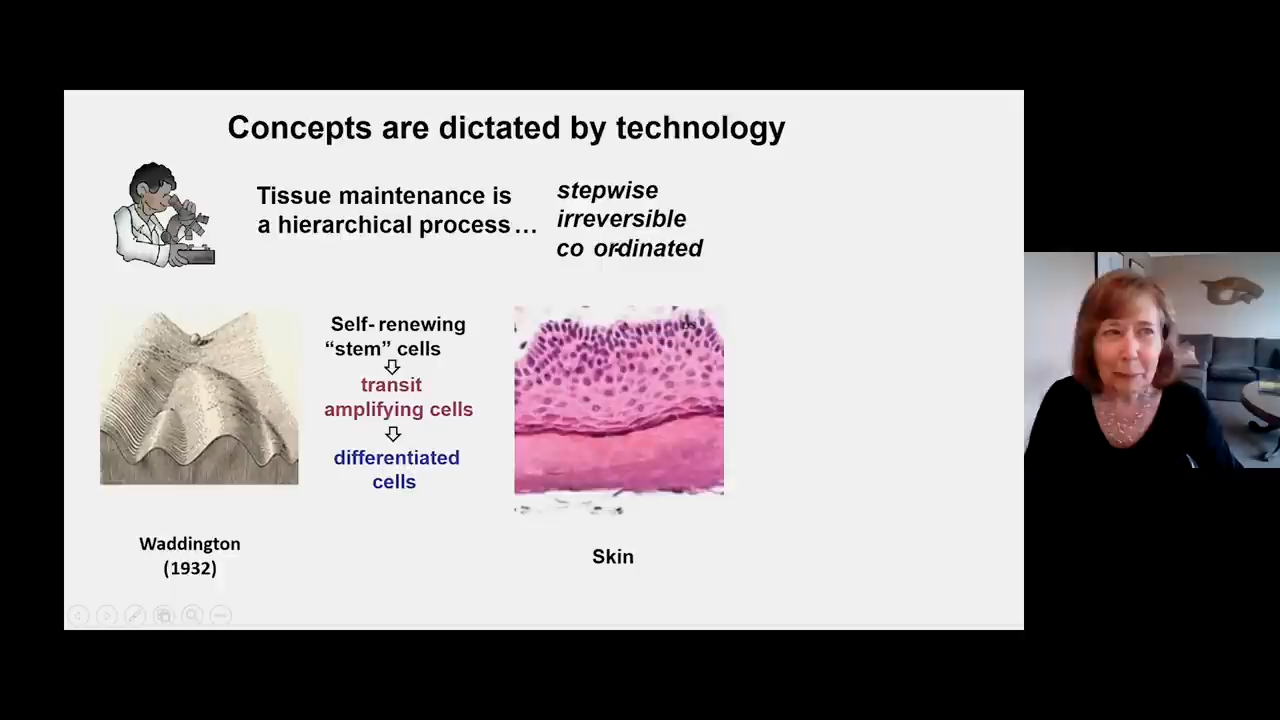 Concepts are dictated by technology
Tissue maintenance is
a hierarchical process…
stepwise
irreversible
co ordinated
Self-renewing
“stem” cells
transit
amplifying cells
differentiated
cells
Waddington
(1932)
Skin